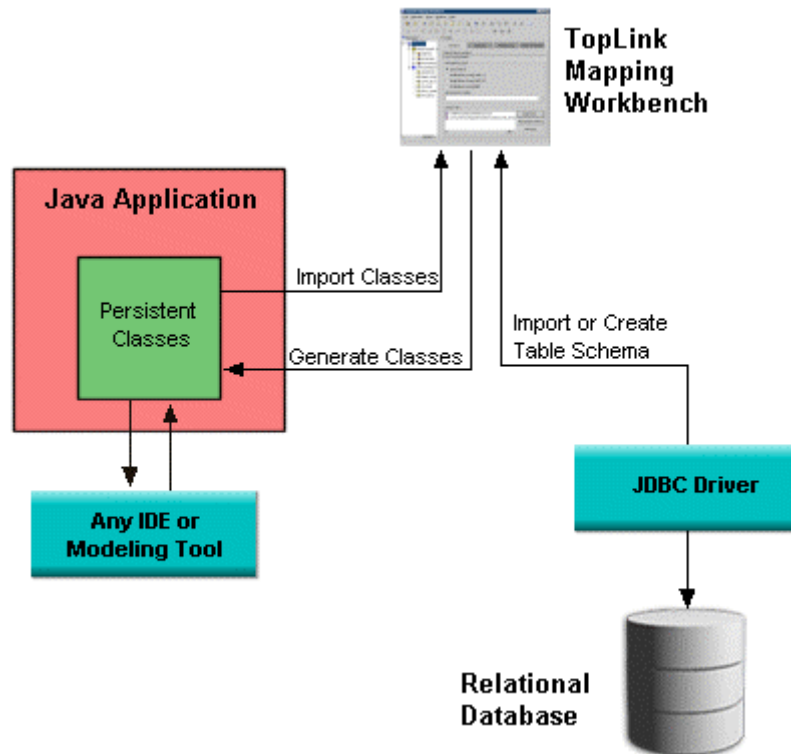 TopLink
Mapping
Workbench
Java Application
Persistent
Classes
Import Classes
Generate Classes
Import or Create
Table Schema
JDBC Driver
Any IDE or
Modeling Tool
Relational
Database